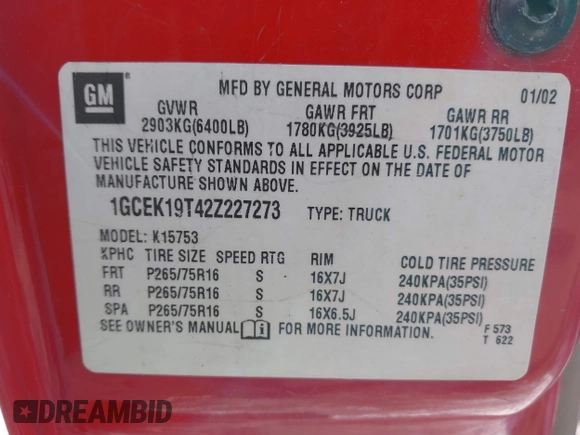 GM
MFD BY GENERAL MOTORS CORP 01/02
GVWR GAWR FRT GAWR RR
2903KG(6400LB) 1780KG(3925LB) 1701KG(3750LB)
THIS VEHICLE CONFORMS TO ALL APPLICABLE U.S. FEDERAL MOTOR
VEHICLE SAFETY STANDARDS IN EFFECT ON THE DATE OF
MANUFACTURE SHOWN ABOVE.
1GCEK19T42Z227273 TYPE: TRUCK
MODEL: K15753
KPHC TIRE SIZE SPEED RTG RIM COLD TIRE PRESSURE
FRT P265/75R16 S 16X7J 240KPA(35PSI)
RR P265/75R16 S 16X7J 240KPA(35PSI)
SPA P265/75R16 S 16X6.5J 240KPA(35PSI)
SEE OWNER'S MANUAL FOR MORE INFORMATION. F 573
T 622
DREAMBID